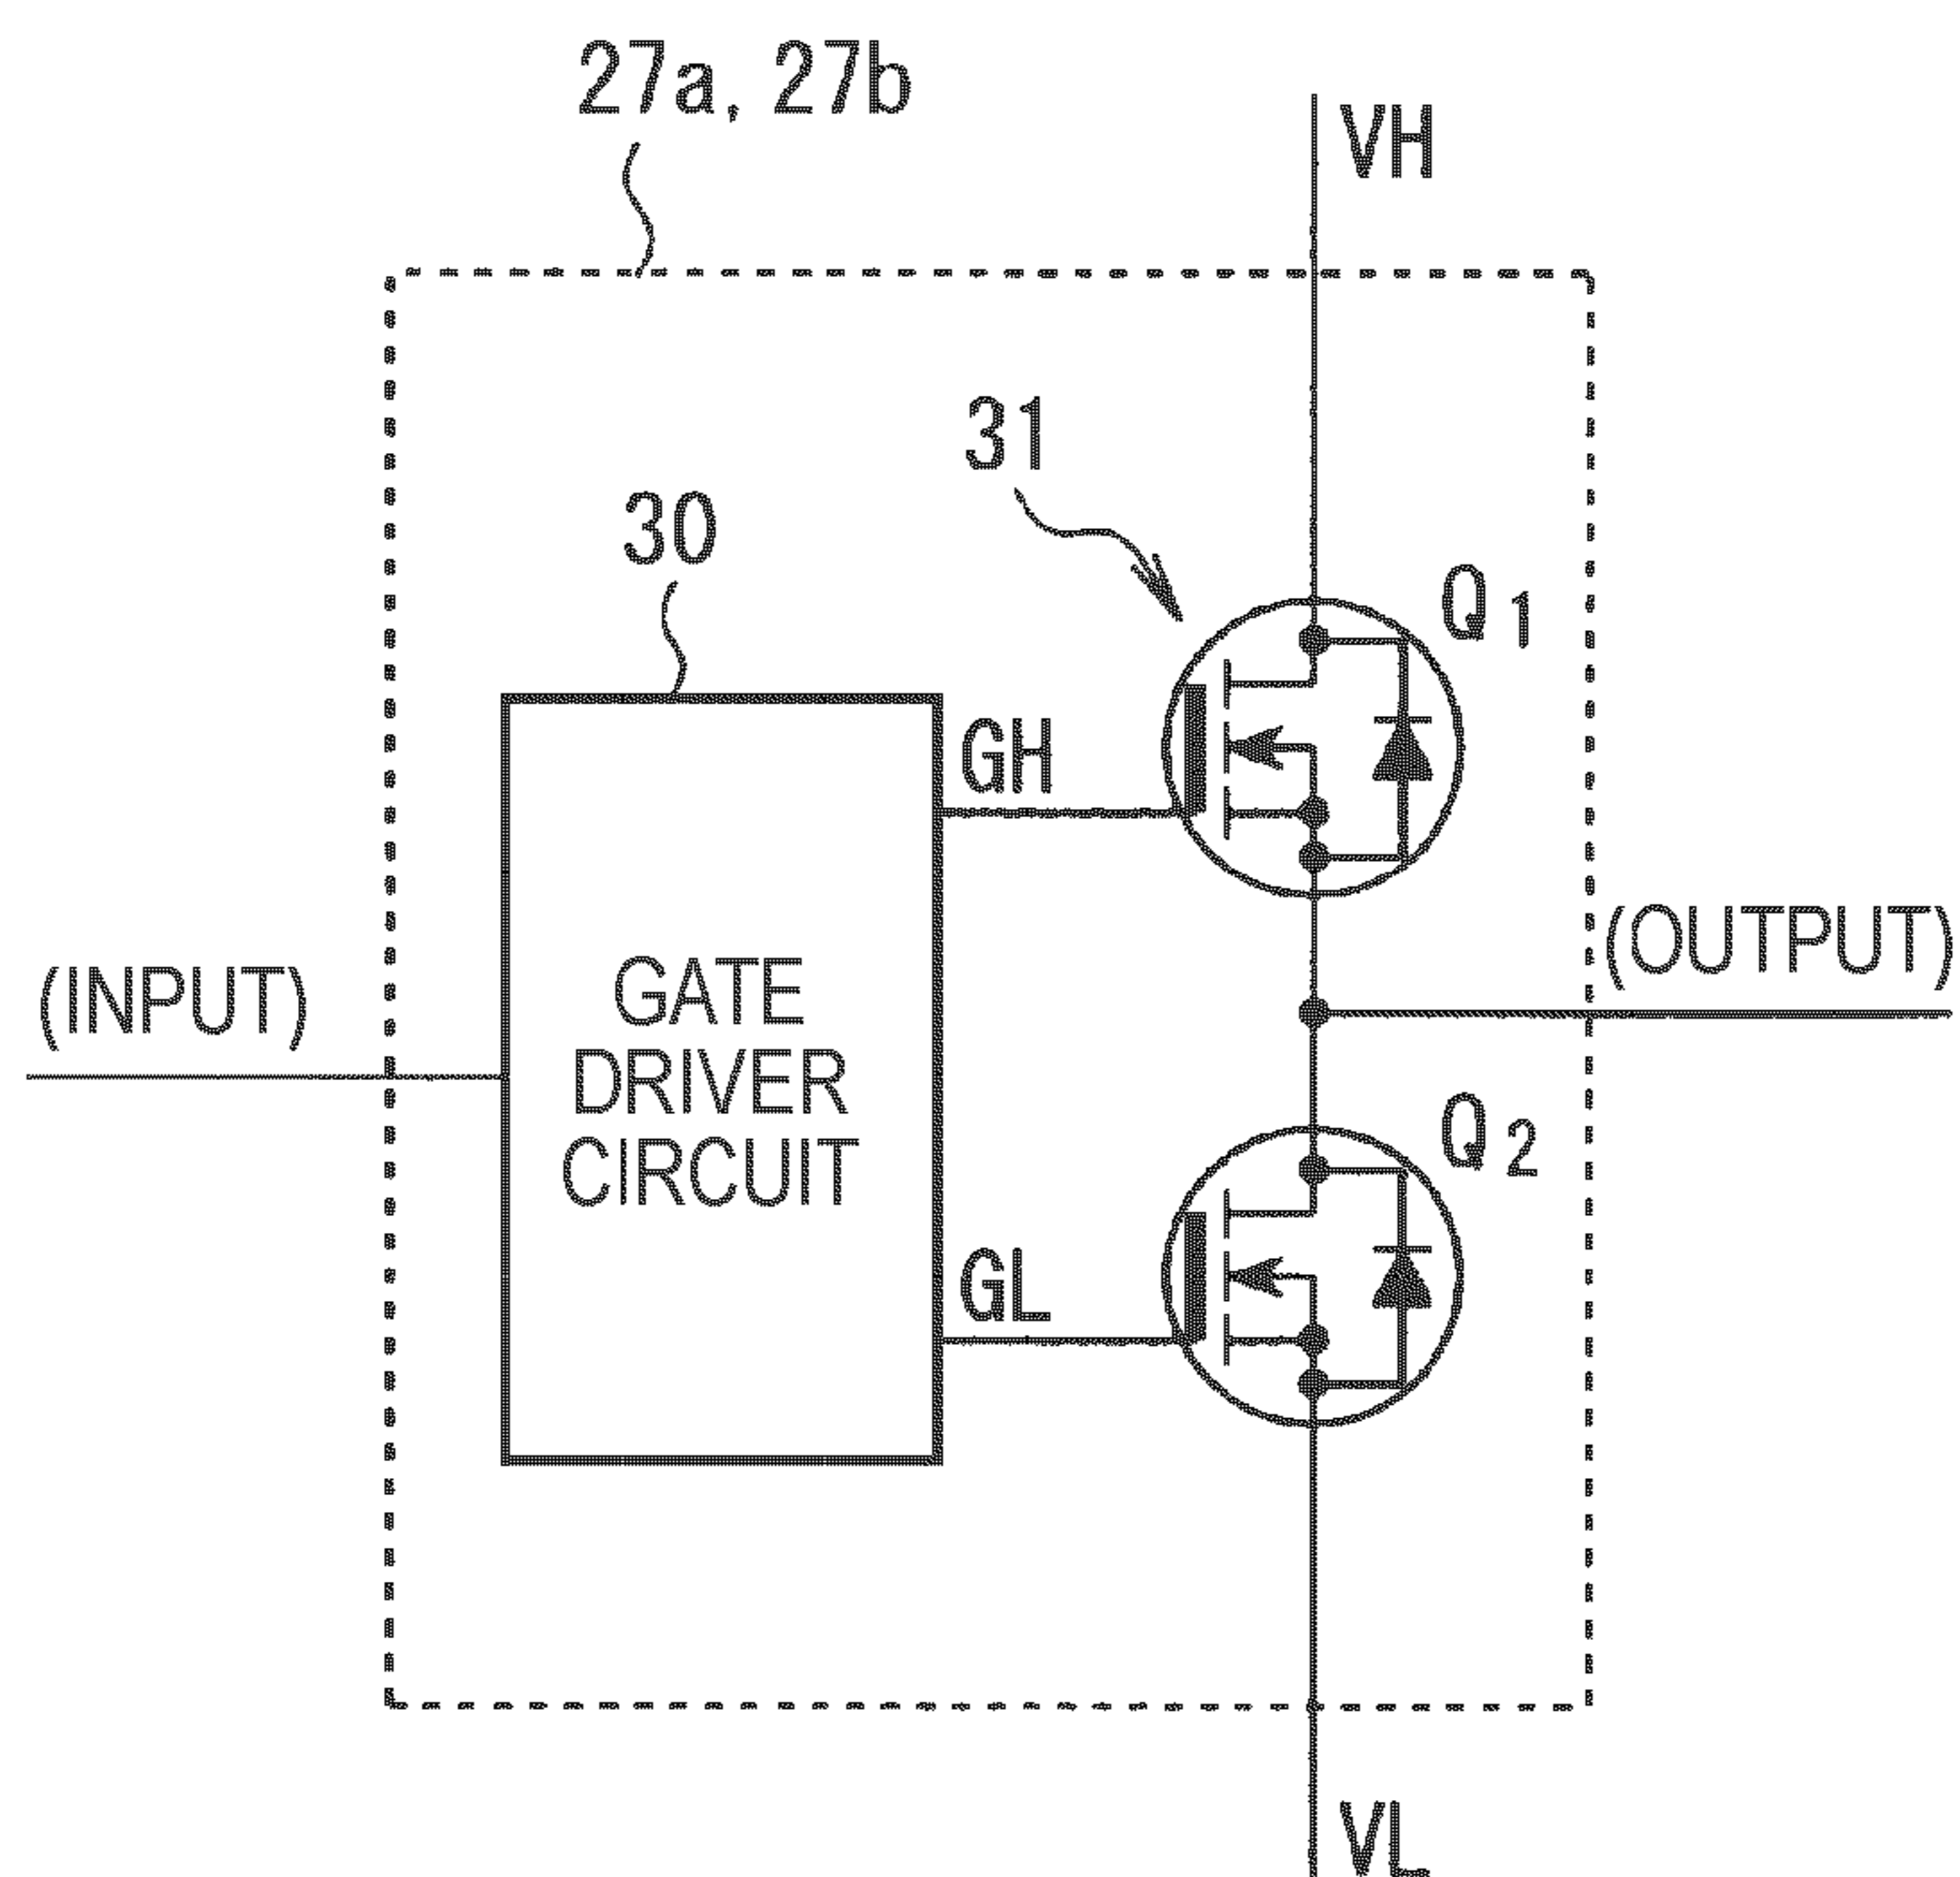 27a, 27b
VH
31
30
Q1
GH
(OUTPUT)
(INPUT)
GATE
DRIVER
CIRCUIT
Q2
GL
VL